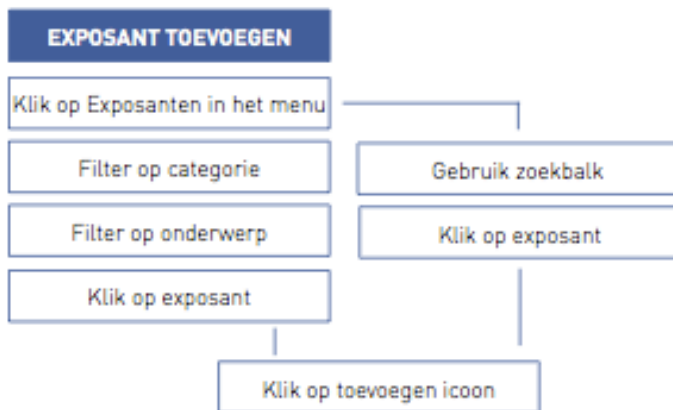 EXPOSANT TOEVOEGEN
Klik op Exposanten in het menu
Filter op categorie
Filter op onderwerp
Klik op exposant
Gebruik zoekbalk
Klik op exposant
Klik op toevoegen icoon